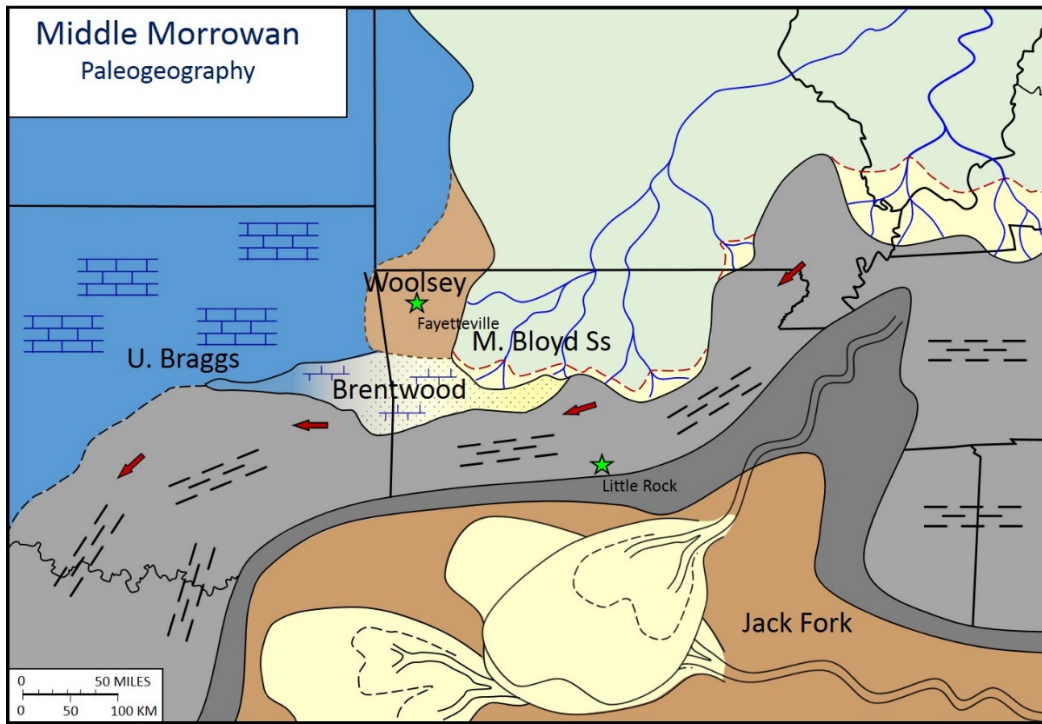 Middle Morrowan
Paleogeography
Woolsey
Fayetteville
M. Bloyd Ss
U. Braggs
Brentwood
Little Rock
Jack Fork
0 50 MILES
0 50 100 KM